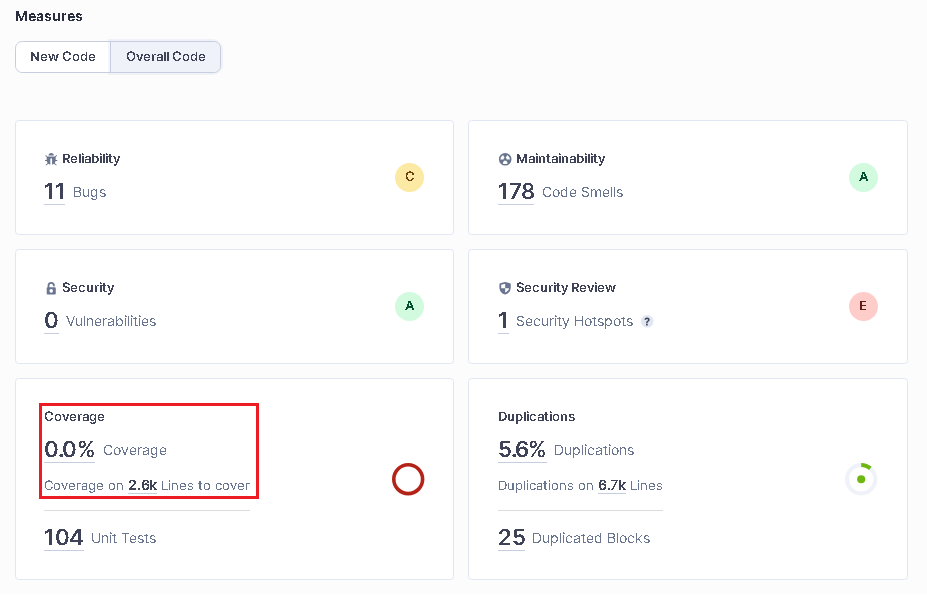 Measures
New Code Overall Code
Reliability
11 Bugs
C
Maintainability
178 Code Smells
A
Security
0 Vulnerabilities
A
Security Review
1 Security Hotspots ?
E
Coverage
0.0% Coverage
Coverage on 2.6k Lines to cover
104 Unit Tests
Duplications
5.6% Duplications
Duplications on 6.7k Lines
25 Duplicated Blocks